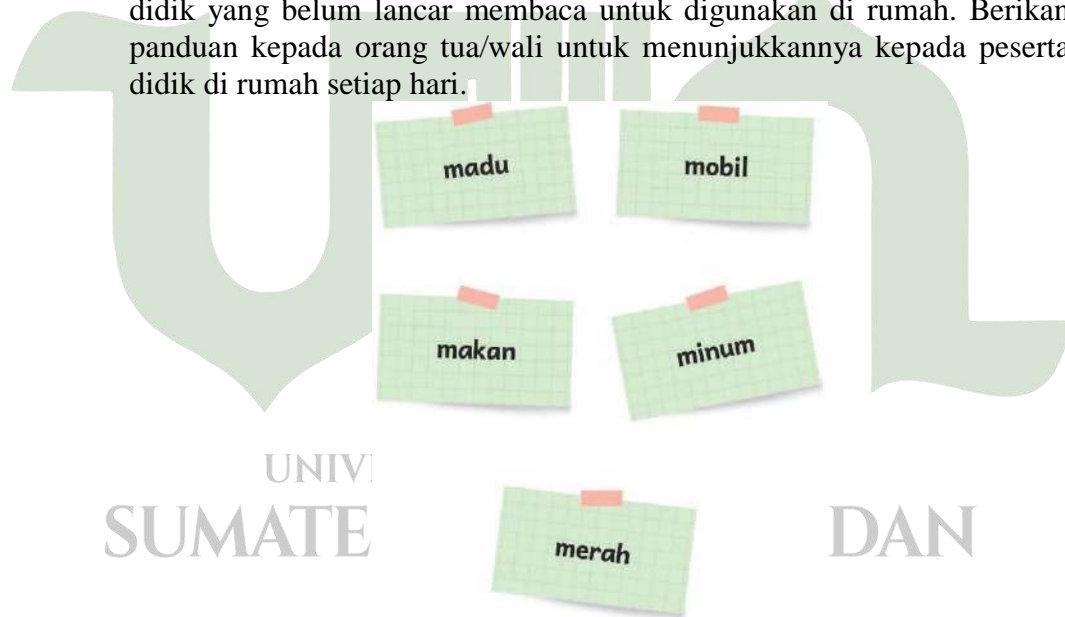 didik yang belum lancar membaca untuk digunakan di rumah. Berikan
panduan kepada orang tua/wali untuk menunjukkannya kepada peserta
didik di rumah setiap hari.
madu
mobil
makan
minum
merah
UNIV
SUMATE DAN